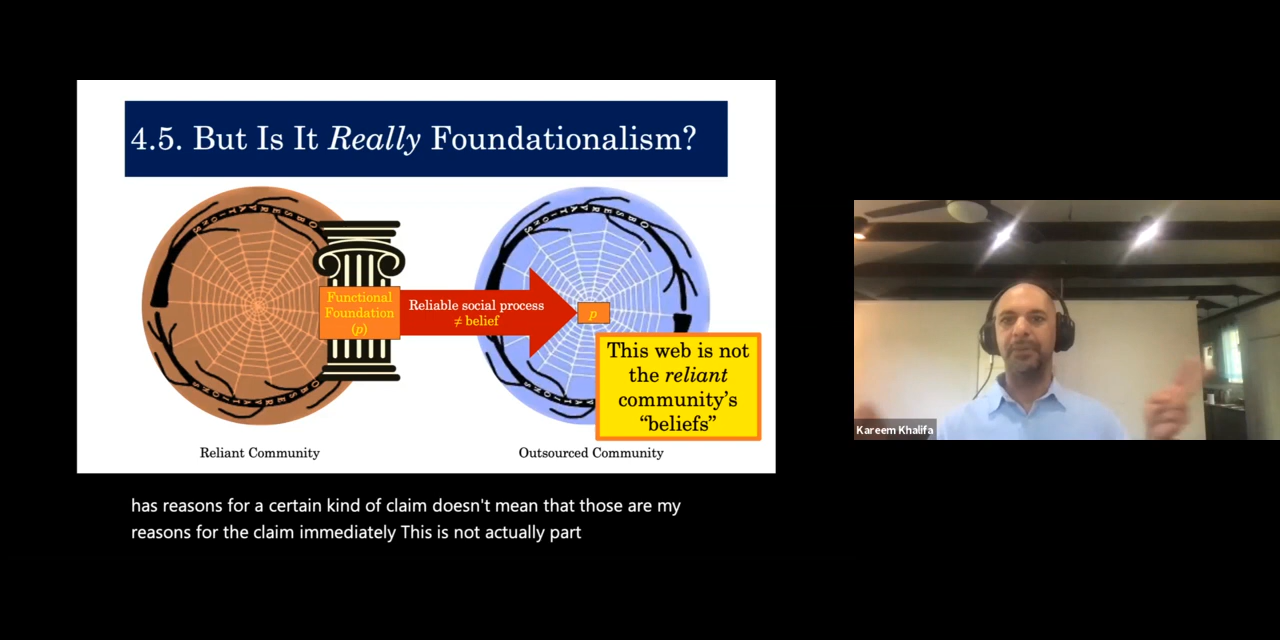 4.5. But Is It Really Foundationalism?
OBSERVATIONS
OBSERVATIONS
Functional
Foundation
(p)
Reliable social process
≠ belief
p
This web is not
the reliant
community's
“beliefs”
Reliant Community
Outsourced Community
Kareem Khalifa
has reasons for a certain kind of claim doesn't mean that those are my
reasons for the claim immediately This is not actually part